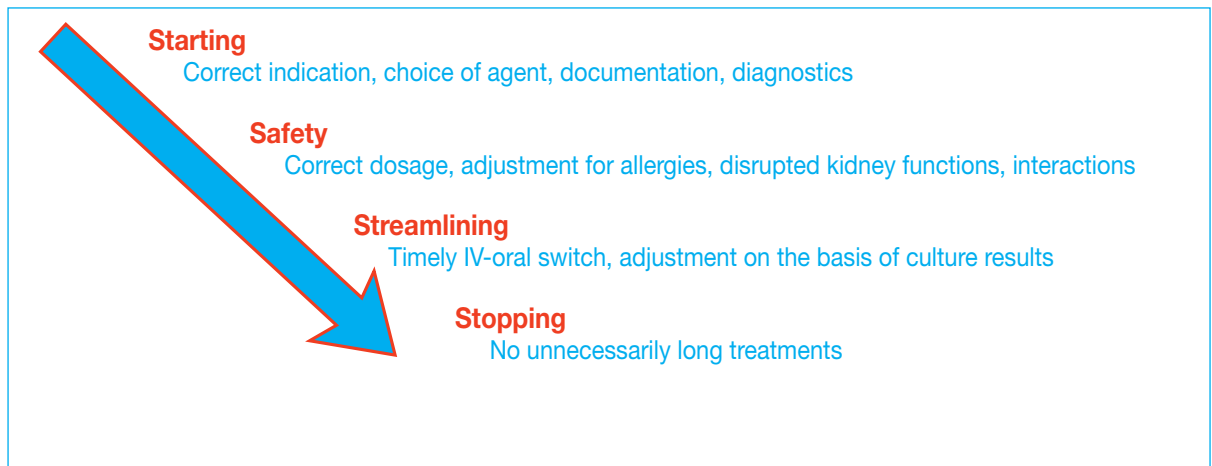 Starting
Correct indication, choice of agent, documentation, diagnostics
Safety
Correct dosage, adjustment for allergies, disrupted kidney functions, interactions
Streamlining
Timely IV-oral switch, adjustment on the basis of culture results
Stopping
No unnecessarily long treatments